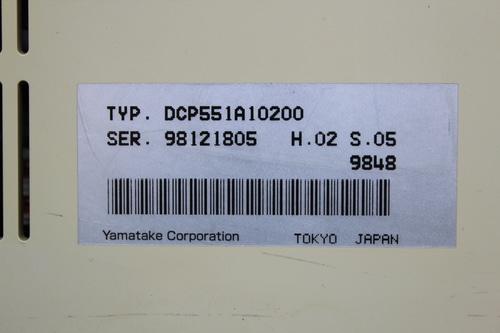 TYP. DCP551A10200
SER. 98121805 H.02 S.05
9848
Yamatake Corporation TOKYO JAPAN